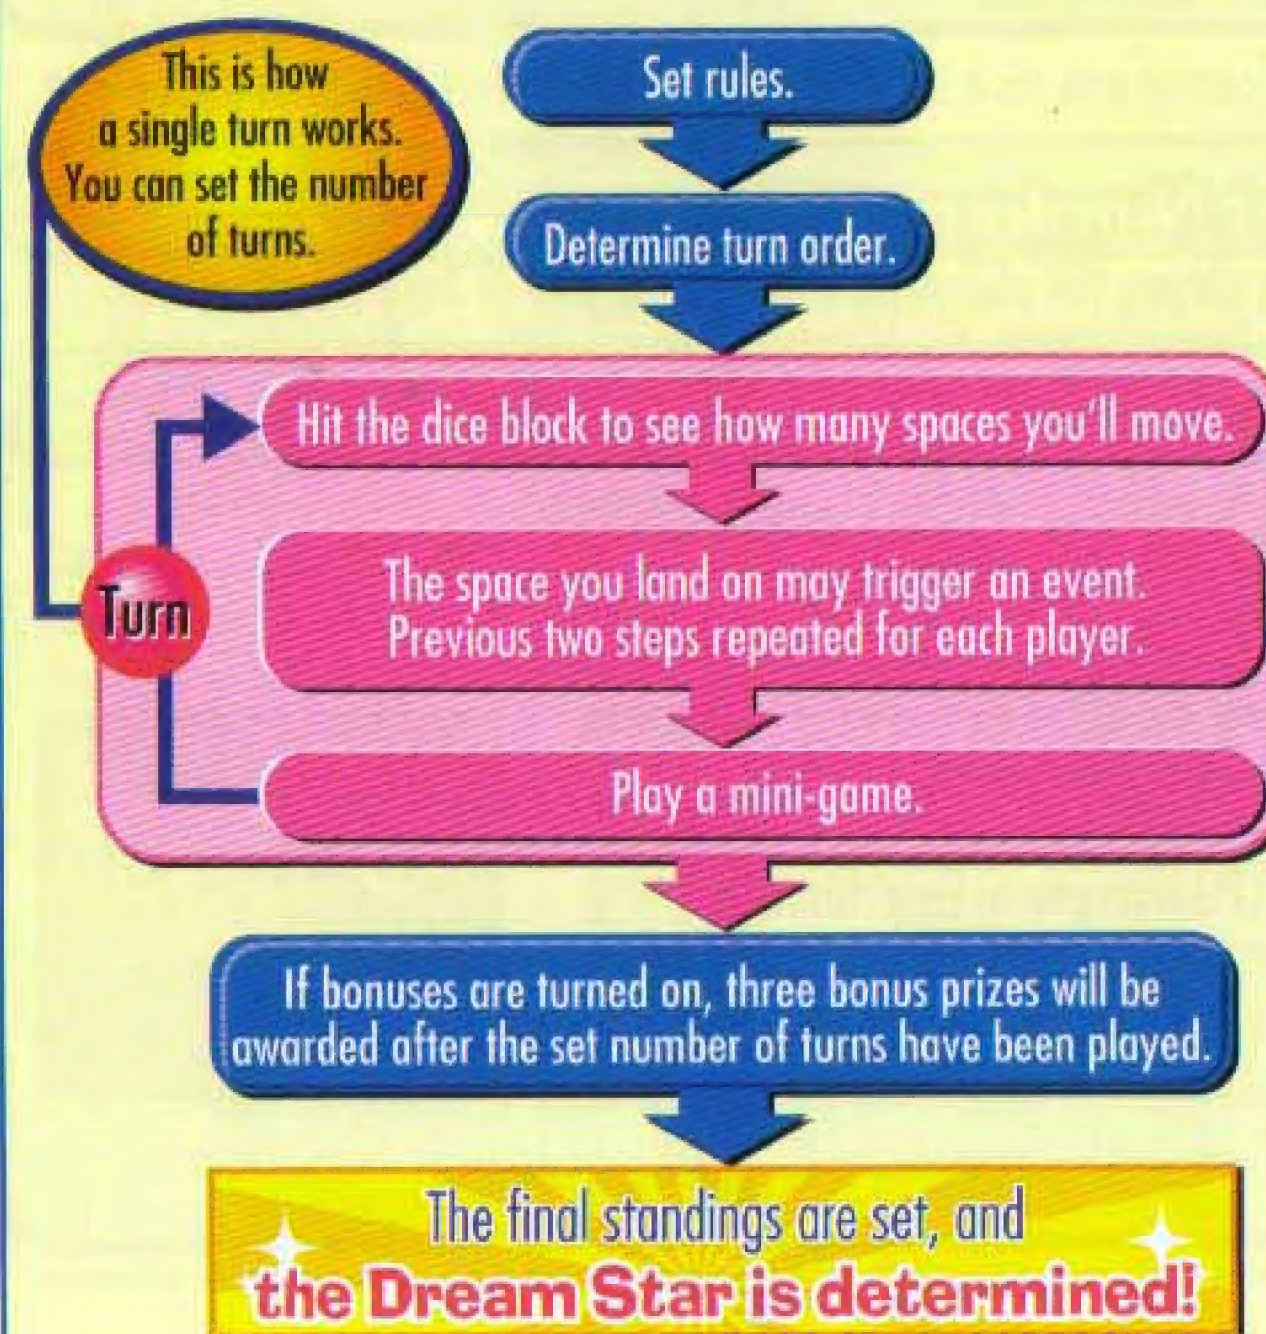 This is how
a single turn works.
You can set the number
of turns.
Set rules.
Determine turn order.
Hit the dice block to see how many spaces you'll move.
The space you land on may trigger an event.
Previous two steps repeated for each player.
Turn
Play a mini-game.
If bonuses are turned on, three bonus prizes will be
awarded after the set number of turns have been played.
The final standings are set, and
the Dream Star is determined!